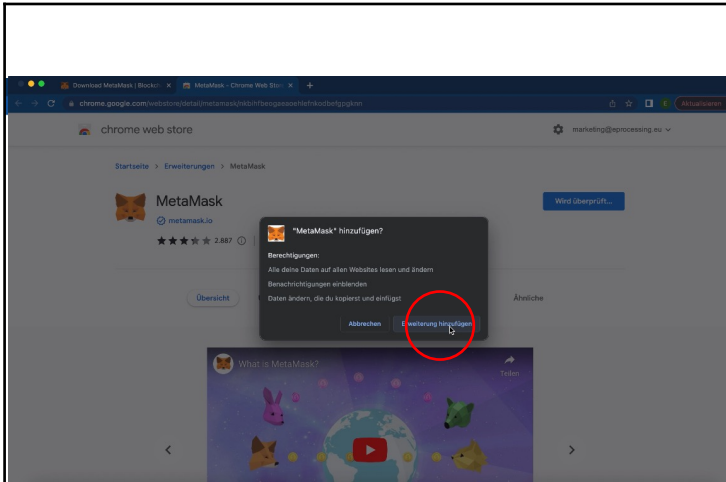 Download MetaMask | Blockch
MetaMask - Chrome Web Stor
chrome.google.com/webstore/detail/metamask/nkbihfbeogaeaoehlefnkodbefgpgknn
Aktualisieren
chrome web store
marketing@eprocessing.eu
Startseite > Erweiterungen > MetaMask
MetaMask
Wird überprüft...
metamask.io
2.887
"MetaMask" hinzufügen?
Berechtigungen:
Alle deine Daten auf allen Websites lesen und ändern
Benachrichtigungen einblenden
Daten ändern, die du kopierst und einfügst
Abbrechen
Erweiterung hinzufügen
Übersicht
Ähnliche
What is MetaMask?
Teilen